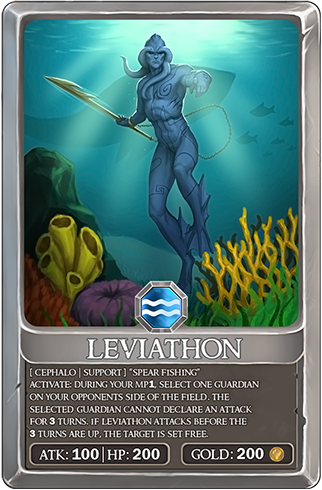 LEVIATHON
[ CEPHALO | SUPPORT ] "SPEAR FISHING"
ACTIVATE: DURING YOUR MP1, SELECT ONE GUARDIAN
ON YOUR OPPONENTS SIDE OF THE FIELD. THE
SELECTED GUARDIAN CANNOT DECLARE AN ATTACK
FOR 3 TURNS. IF LEVIATHON ATTACKS BEFORE THE
3 TURNS ARE UP, THE TARGET IS SET FREE.
ATK: 100 | HP: 200 GOLD: 200